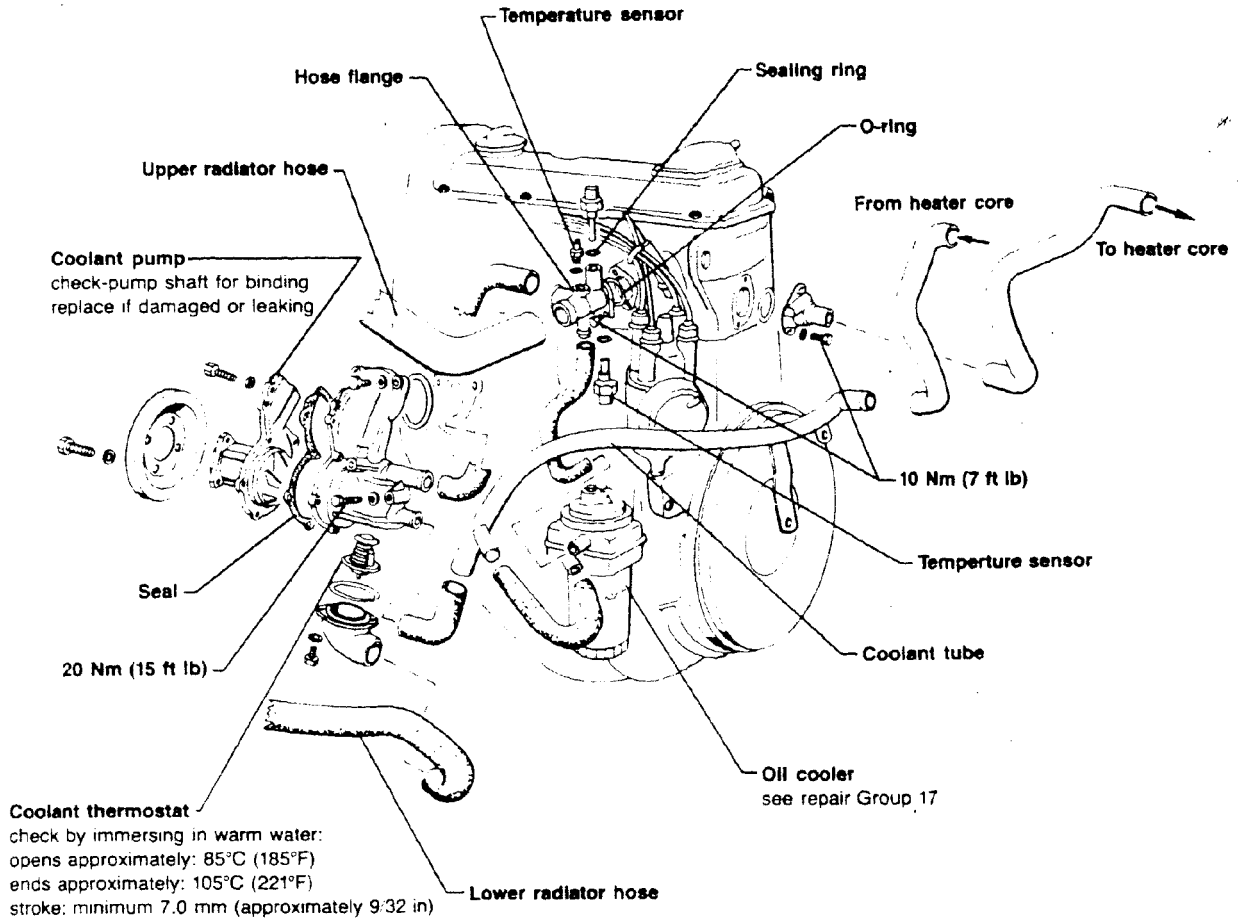 Temperature sensor
Hose flange
Sealing ring
O-ring
Upper radiator hose
From heater core
To heater core
Coolant pump
check-pump shaft for binding
replace if damaged or leaking
10 Nm (7 ft lb)
Temperture sensor
Seal
Coolant tube
20 Nm (15 ft lb)
Oil cooler
see repair Group 17
Coolant thermostat
check by immersing in warm water:
opens approximately: 85°C (185°F)
ends approximately: 105°C (221°F)
stroke: minimum 7.0 mm (approximately 9/32 in)
Lower radiator hose